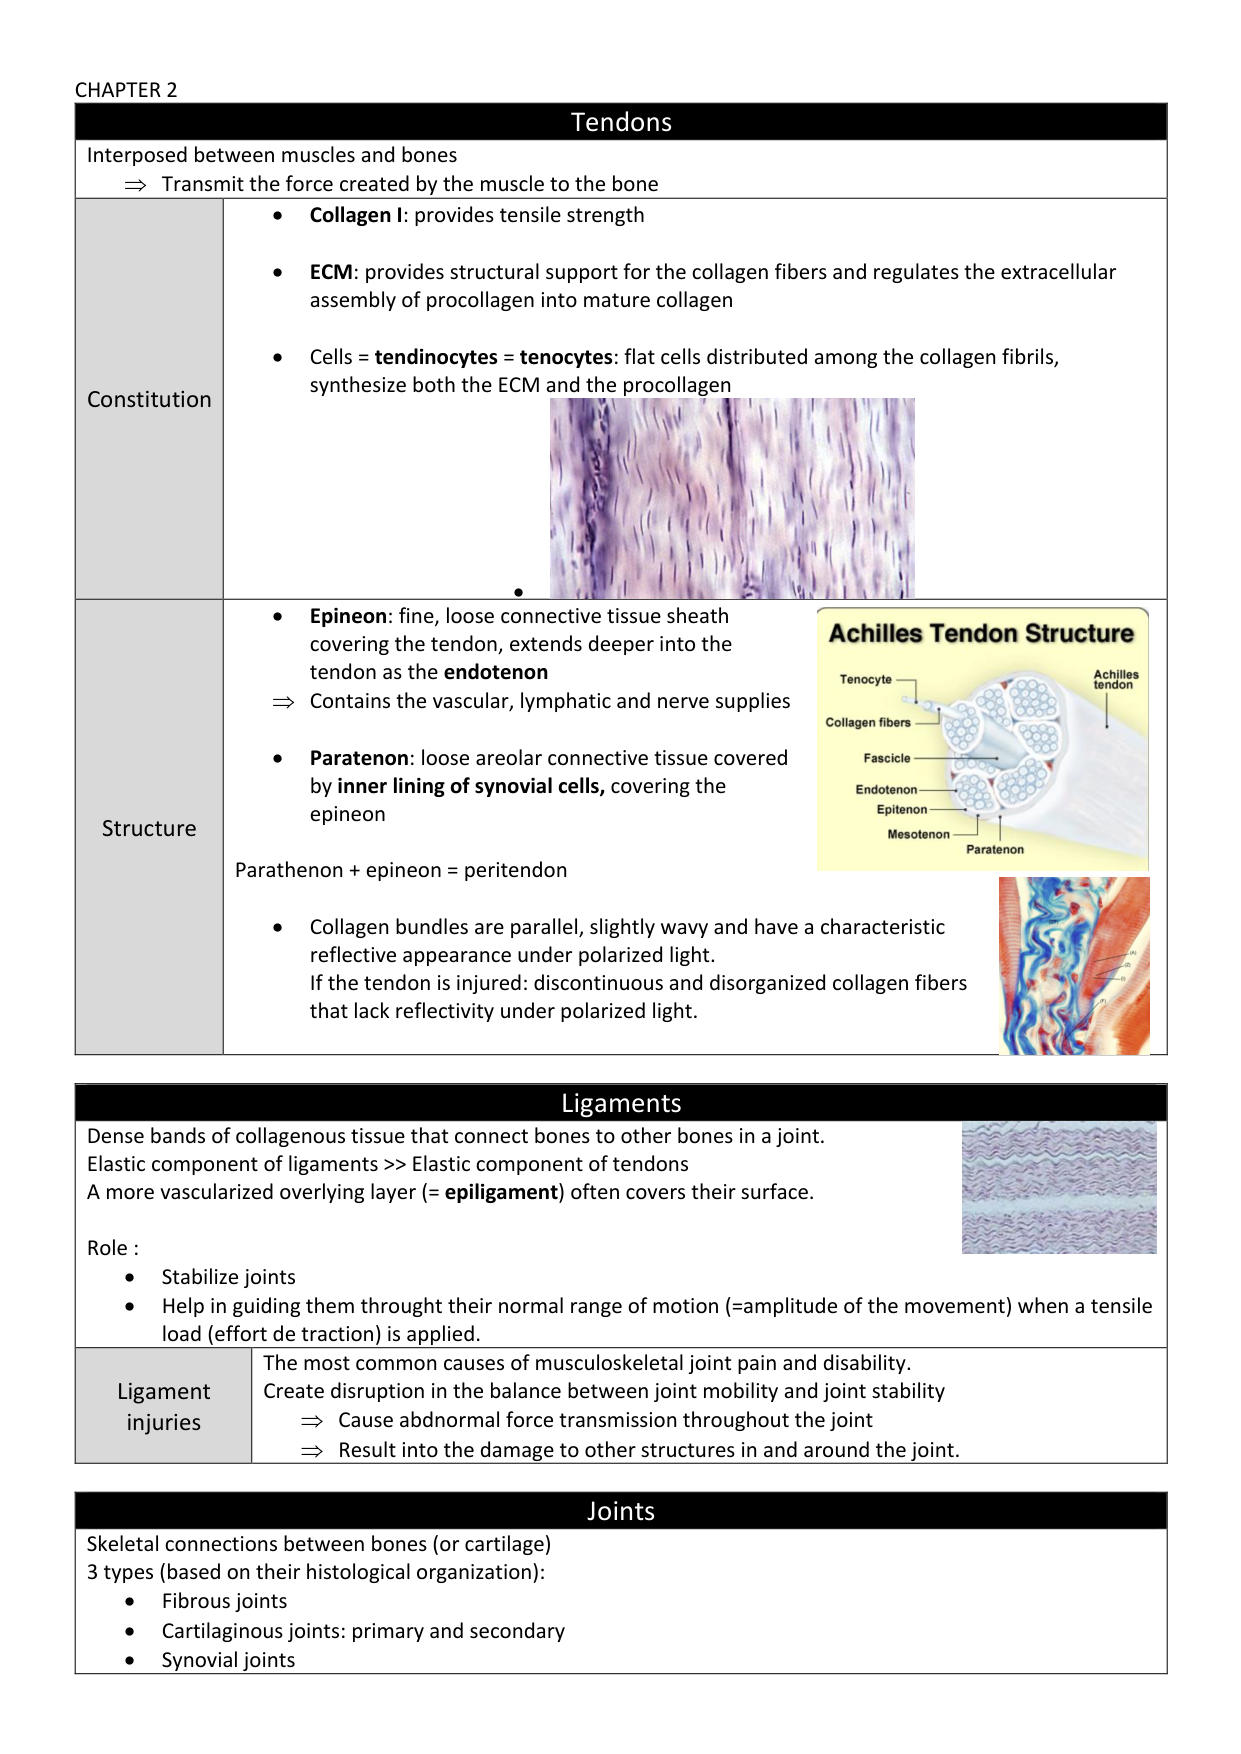 CHAPTER 2
Tendons
Interposed between muscles and bones
⇒ Transmit the force created by the muscle to the bone
Constitution
• Collagen I: provides tensile strength
• ECM: provides structural support for the collagen fibers and regulates the extracellular
assembly of procollagen into mature collagen
• Cells = tendinocytes = tenocytes: flat cells distributed among the collagen fibrils,
synthesize both the ECM and the procollagen
•
Structure
• Epineon: fine, loose connective tissue sheath
covering the tendon, extends deeper into the
tendon as the endotenon
⇒ Contains the vascular, lymphatic and nerve supplies
• Paratenon: loose areolar connective tissue covered
by inner lining of synovial cells, covering the
epineon
Parathenon + epineon = peritendon
• Collagen bundles are parallel, slightly wavy and have a characteristic
reflective appearance under polarized light.
If the tendon is injured: discontinuous and disorganized collagen fibers
that lack reflectivity under polarized light.
Achilles Tendon Structure
Tenocyte
Achilles
tendon
Collagen fibers
Fascicle
Endotenon
Epitenon
Mesotenon
Paratenon
Ligaments
Dense bands of collagenous tissue that connect bones to other bones in a joint.
Elastic component of ligaments >> Elastic component of tendons
A more vascularized overlying layer (= epiligament) often covers their surface.
Role :
• Stabilize joints
• Help in guiding them throught their normal range of motion (=amplitude of the movement) when a tensile
load (effort de traction) is applied.
Ligament
injuries
The most common causes of musculoskeletal joint pain and disability.
Create disruption in the balance between joint mobility and joint stability
⇒ Cause abdnormal force transmission throughout the joint
⇒ Result into the damage to other structures in and around the joint.
Joints
Skeletal connections between bones (or cartilage)
3 types (based on their histological organization):
• Fibrous joints
• Cartilaginous joints: primary and secondary
• Synovial joints